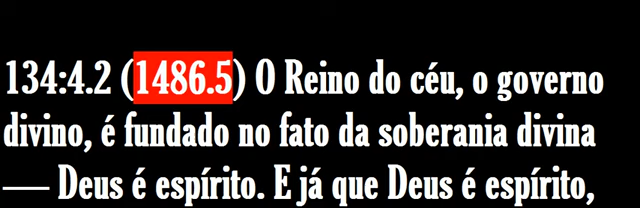 134:4.2 (1486.5) O Reino do céu, o governo
divino, é fundado no fato da soberania divina
— Deus é espírito. E já que Deus é espírito,